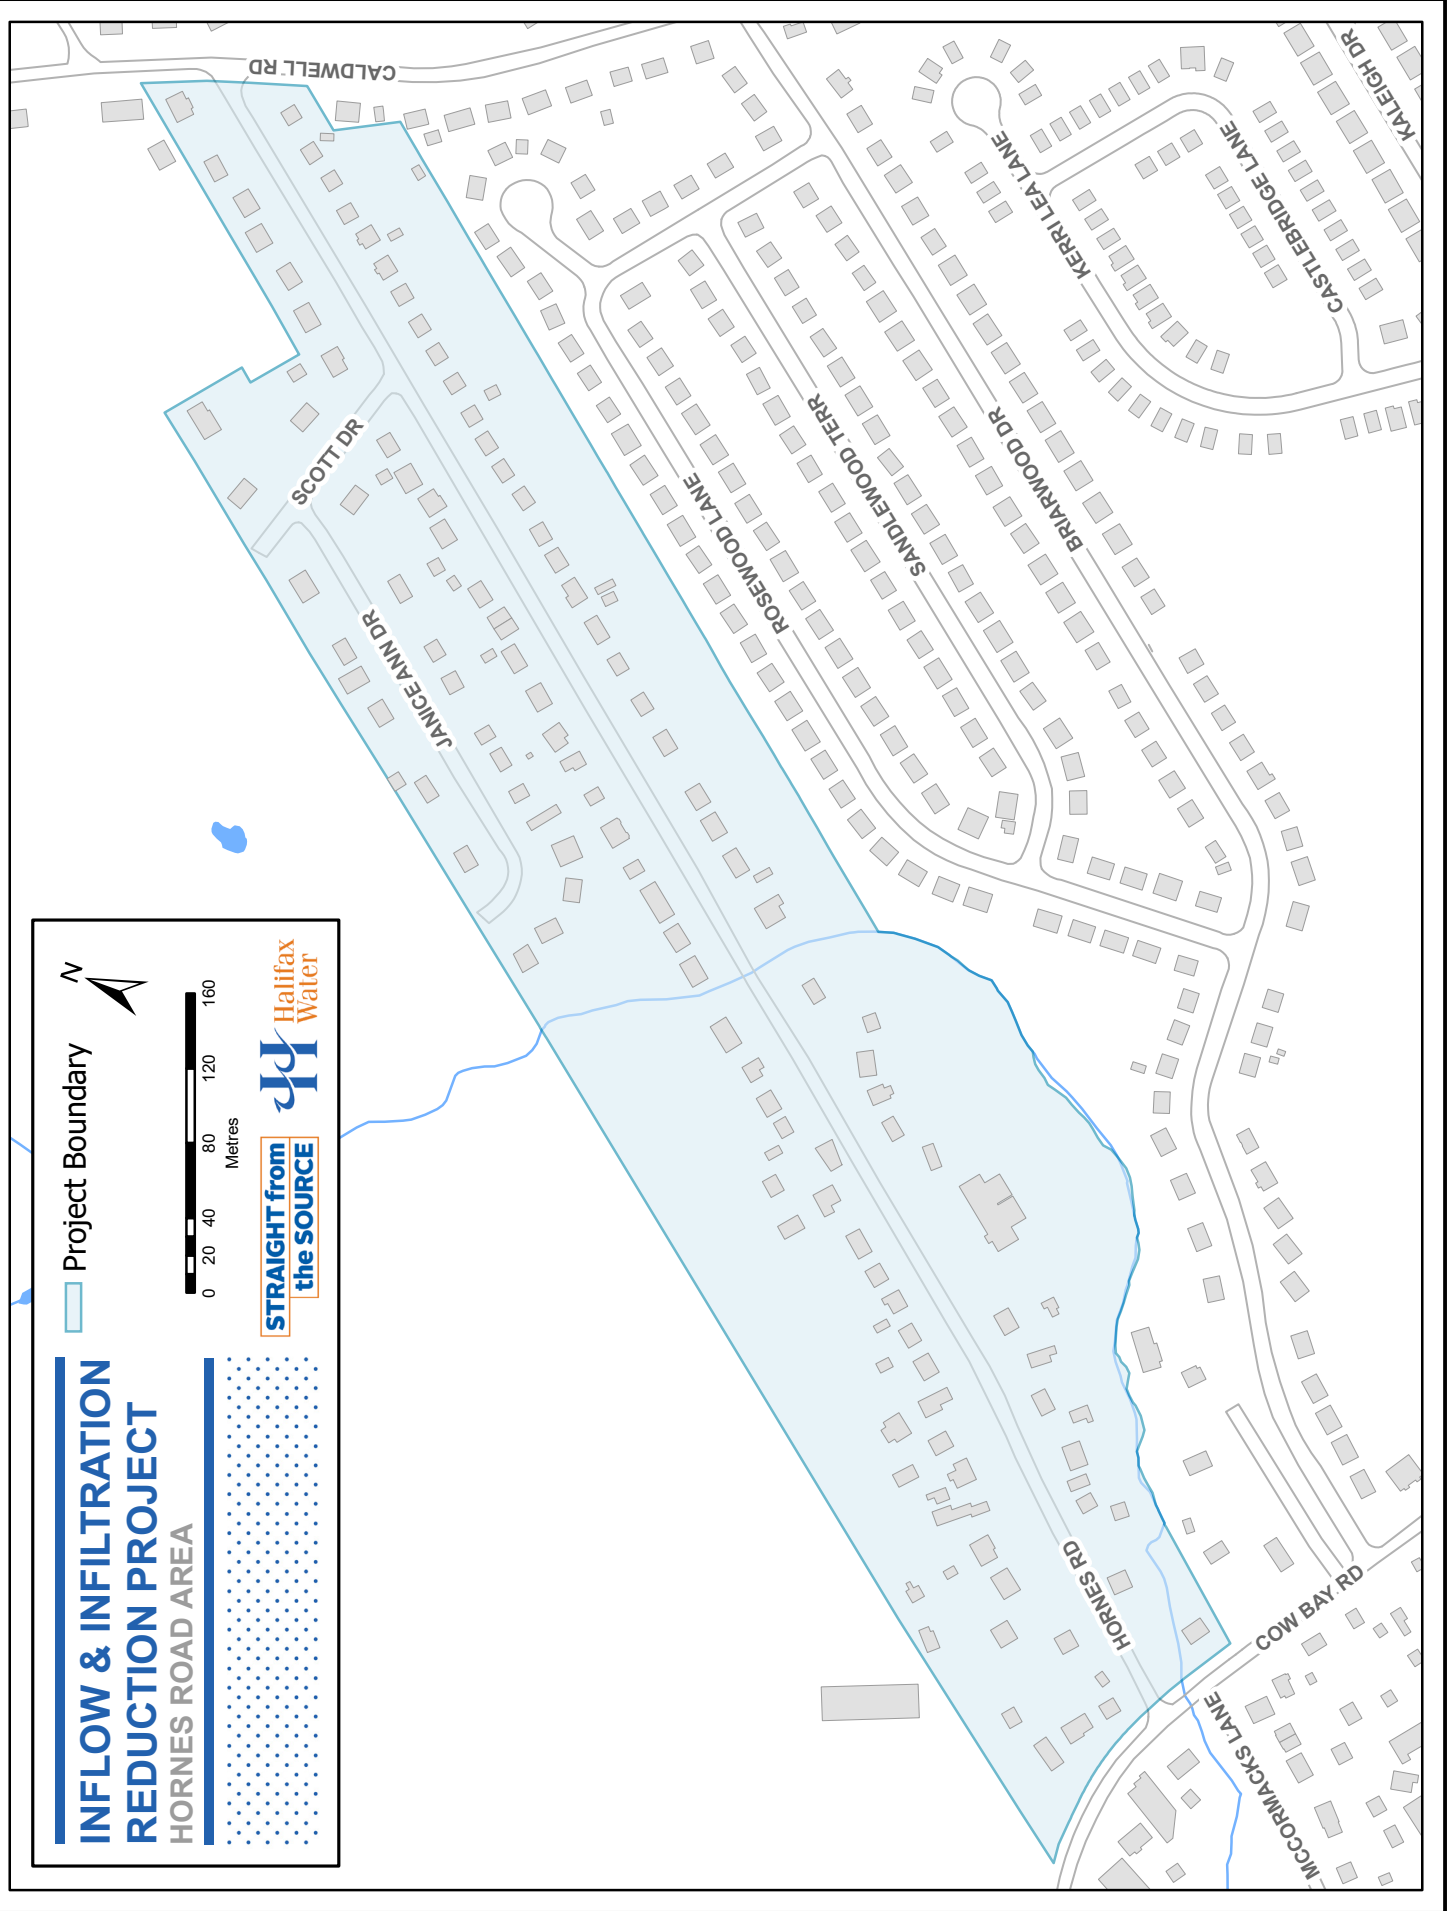 INFLOW & INFILTRATION
REDUCTION PROJECT
HORNES ROAD AREA
Project Boundary
N
0 20 40 80 120 160
Metres
STRAIGHT from
the SOURCE
Halifax
Water
CALDWELL RD
SCOTT DR
JANICE ANN DR
HORNES RD
ROSEWOOD LANE
SANDLEWOOD TERR
BRIARWOOD DR
KERRI LEA LANE
CASTLEBRIDGE LANE
KALEIGH DR
COW BAY RD
MCCORMACKS LANE